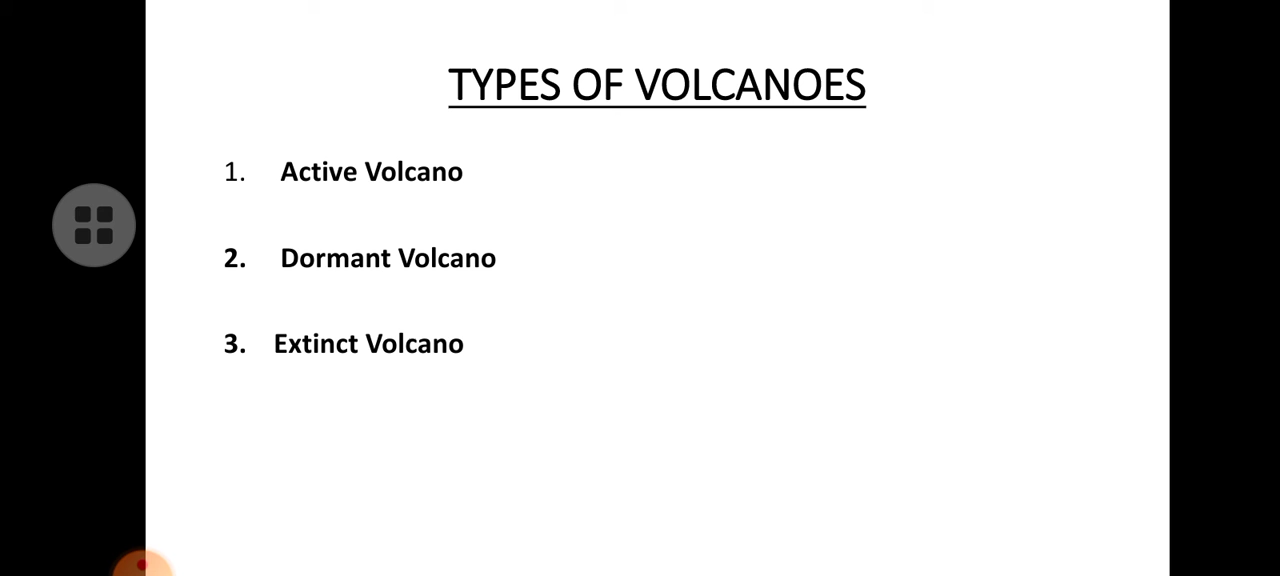 TYPES OF VOLCANOES
1. Active Volcano
2. Dormant Volcano
3. Extinct Volcano